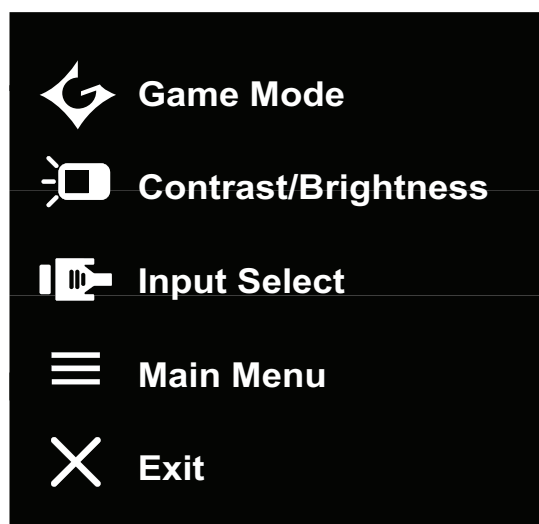 Game Mode
Contrast/Brightness
Input Select
Main Menu
Exit